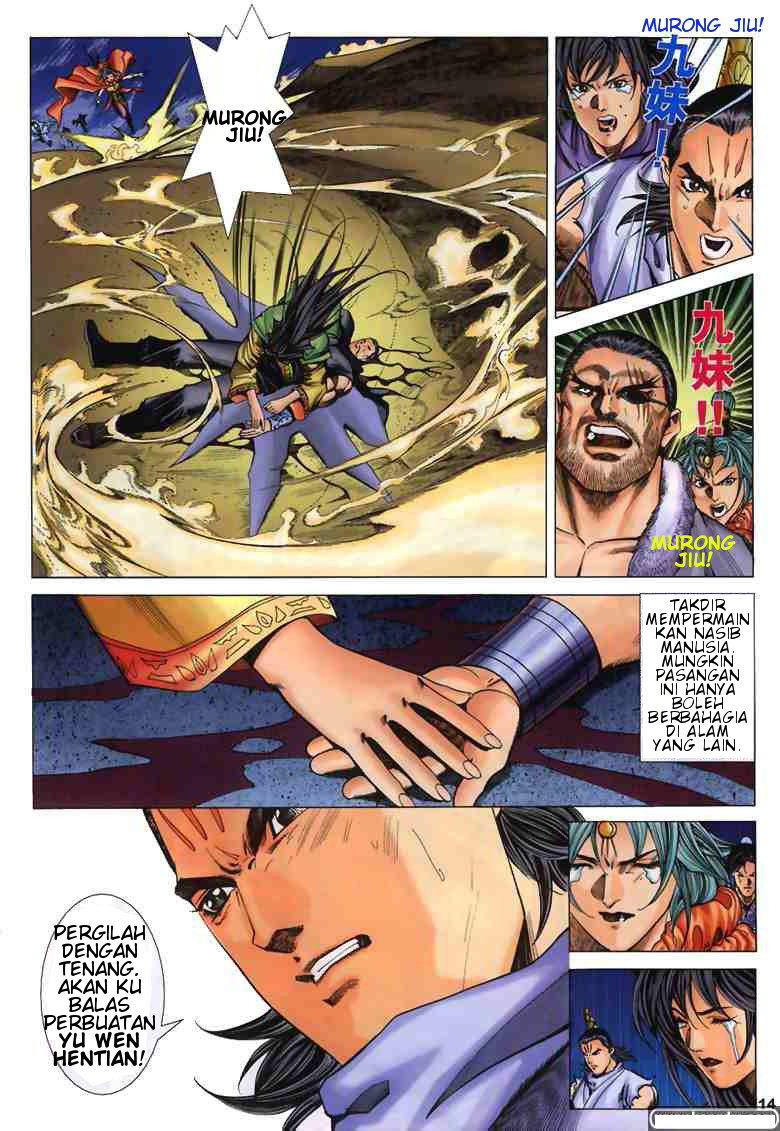 MURONG JIU!
九妹!
MURONG
JIU!
九妹!!
MURONG
JIU!
TAKDIR
MEMPERMAIN
KAN NASIB
MANUSIA.
MUNGKIN
PASANGAN
INI HANYA
BOLEH
BERBAHAGIA
DI ALAM
YANG LAIN.
PERGILAH
DENGAN
TENANG.
AKAN KU
BALAS
PERBUATAN
YU WEN
HENTIAN!
14